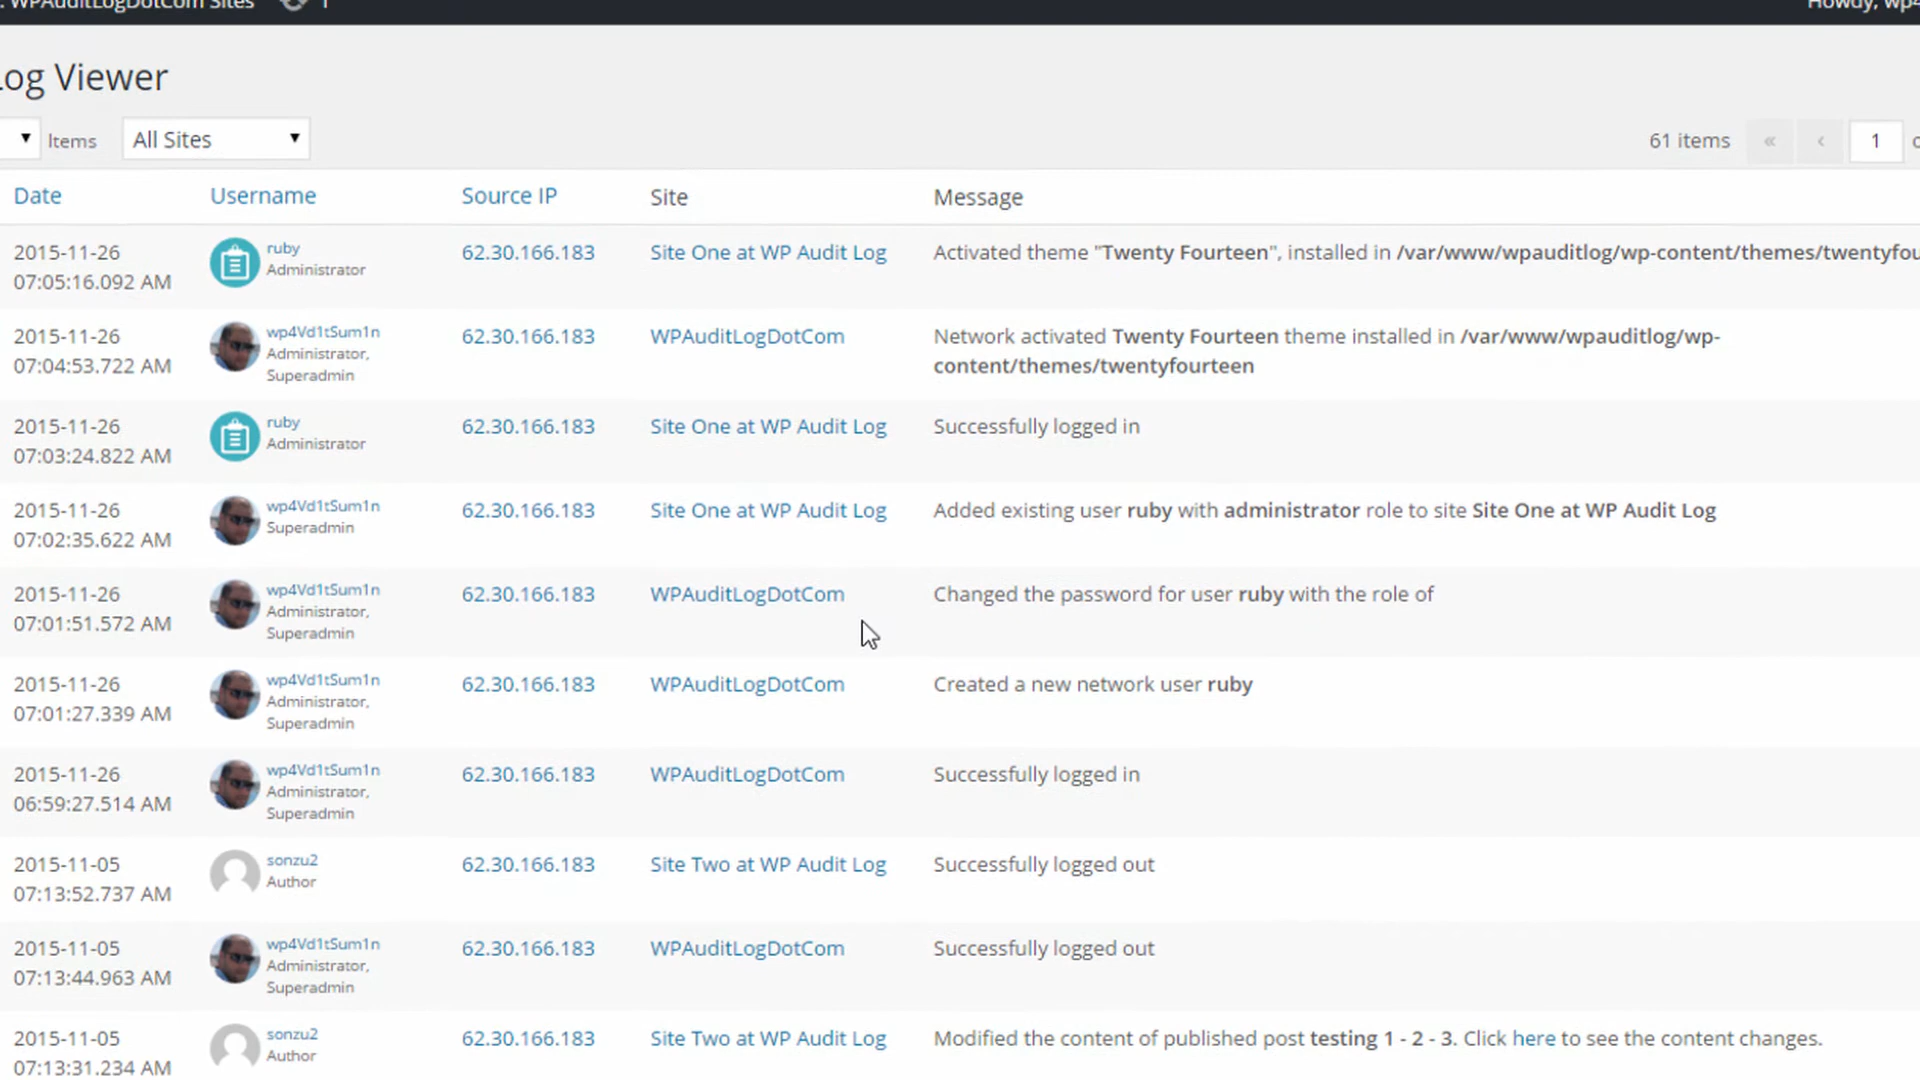 : WPAuditLogDotCom Sites 1 Howdy, wp4
Log Viewer
Items All Sites 61 items « ‹ 1
Date Username Source IP Site Message
2015-11-26 ruby 62.30.166.183 Site One at WP Audit Log Activated theme "Twenty Fourteen", installed in /var/www/wpauditlog/wp-content/themes/twentyfou
07:05:16.092 AM Administrator
2015-11-26 wp4Vd1tSum1n 62.30.166.183 WPAuditLogDotCom Network activated Twenty Fourteen theme installed in /var/www/wpauditlog/wp-
07:04:53.722 AM Administrator, content/themes/twentyfourteen
Superadmin
2015-11-26 ruby 62.30.166.183 Site One at WP Audit Log Successfully logged in
07:03:24.822 AM Administrator
2015-11-26 wp4Vd1tSum1n 62.30.166.183 Site One at WP Audit Log Added existing user ruby with administrator role to site Site One at WP Audit Log
07:02:35.622 AM Superadmin
2015-11-26 wp4Vd1tSum1n 62.30.166.183 WPAuditLogDotCom Changed the password for user ruby with the role of
07:01:51.572 AM Administrator,
Superadmin
2015-11-26 wp4Vd1tSum1n 62.30.166.183 WPAuditLogDotCom Created a new network user ruby
07:01:27.339 AM Administrator,
Superadmin
2015-11-26 wp4Vd1tSum1n 62.30.166.183 WPAuditLogDotCom Successfully logged in
06:59:27.514 AM Administrator,
Superadmin
2015-11-05 sonzu2 62.30.166.183 Site Two at WP Audit Log Successfully logged out
07:13:52.737 AM Author
2015-11-05 wp4Vd1tSum1n 62.30.166.183 WPAuditLogDotCom Successfully logged out
07:13:44.963 AM Administrator,
Superadmin
2015-11-05 sonzu2 62.30.166.183 Site Two at WP Audit Log Modified the content of published post testing 1 - 2 - 3. Click here to see the content changes.
07:13:31.234 AM Author